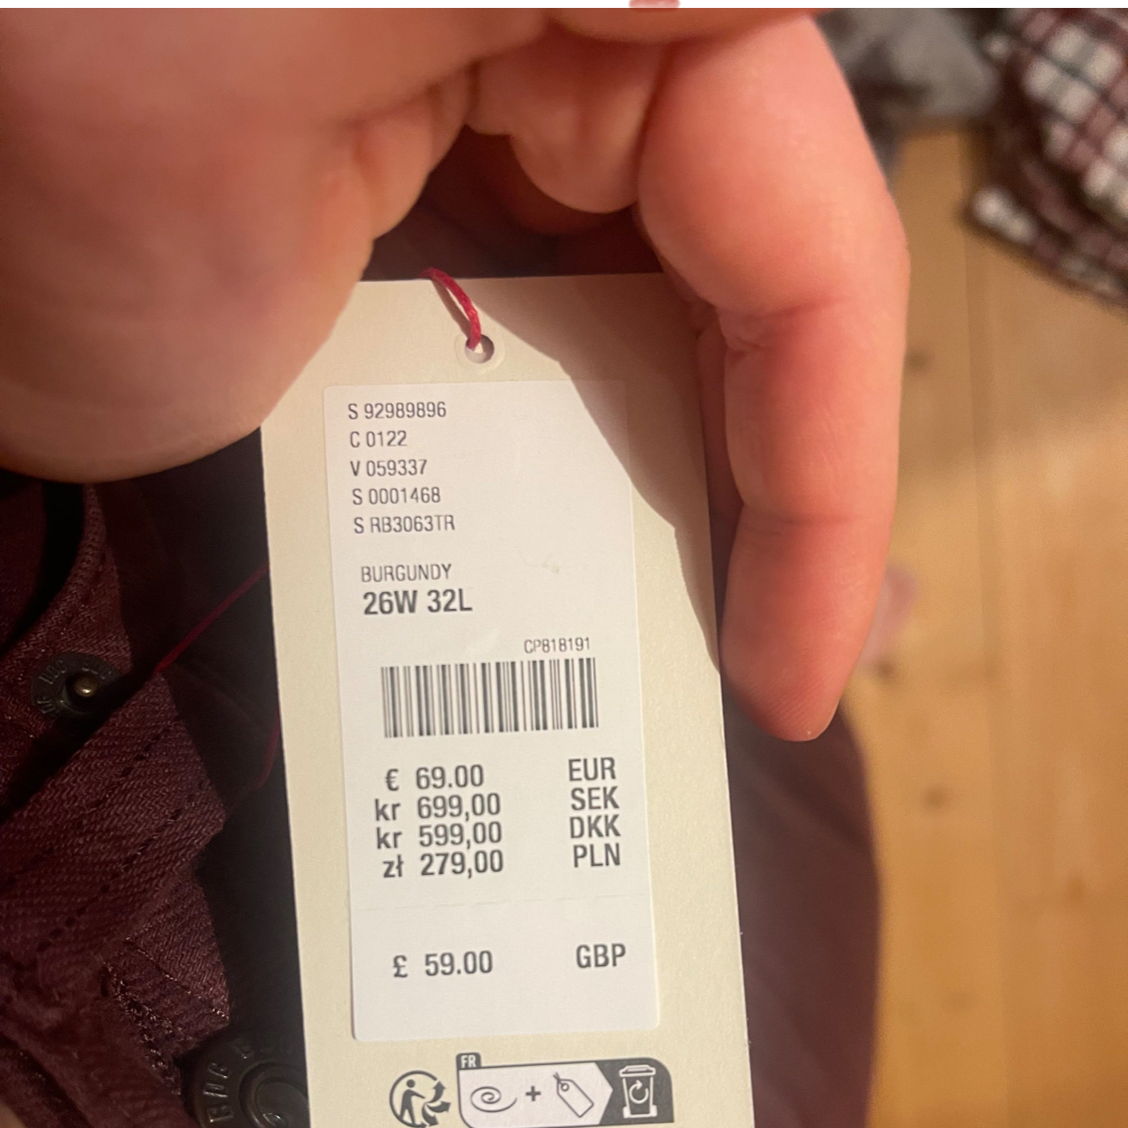 S 92989896
C 0122
V 059337
S 0001468
S RB3063TR
BURGUNDY
26W 32L
CP818191
€ 69.00 EUR
kr 699,00 SEK
kr 599,00 DKK
zł 279,00 PLN
£ 59.00 GBP
FR
+